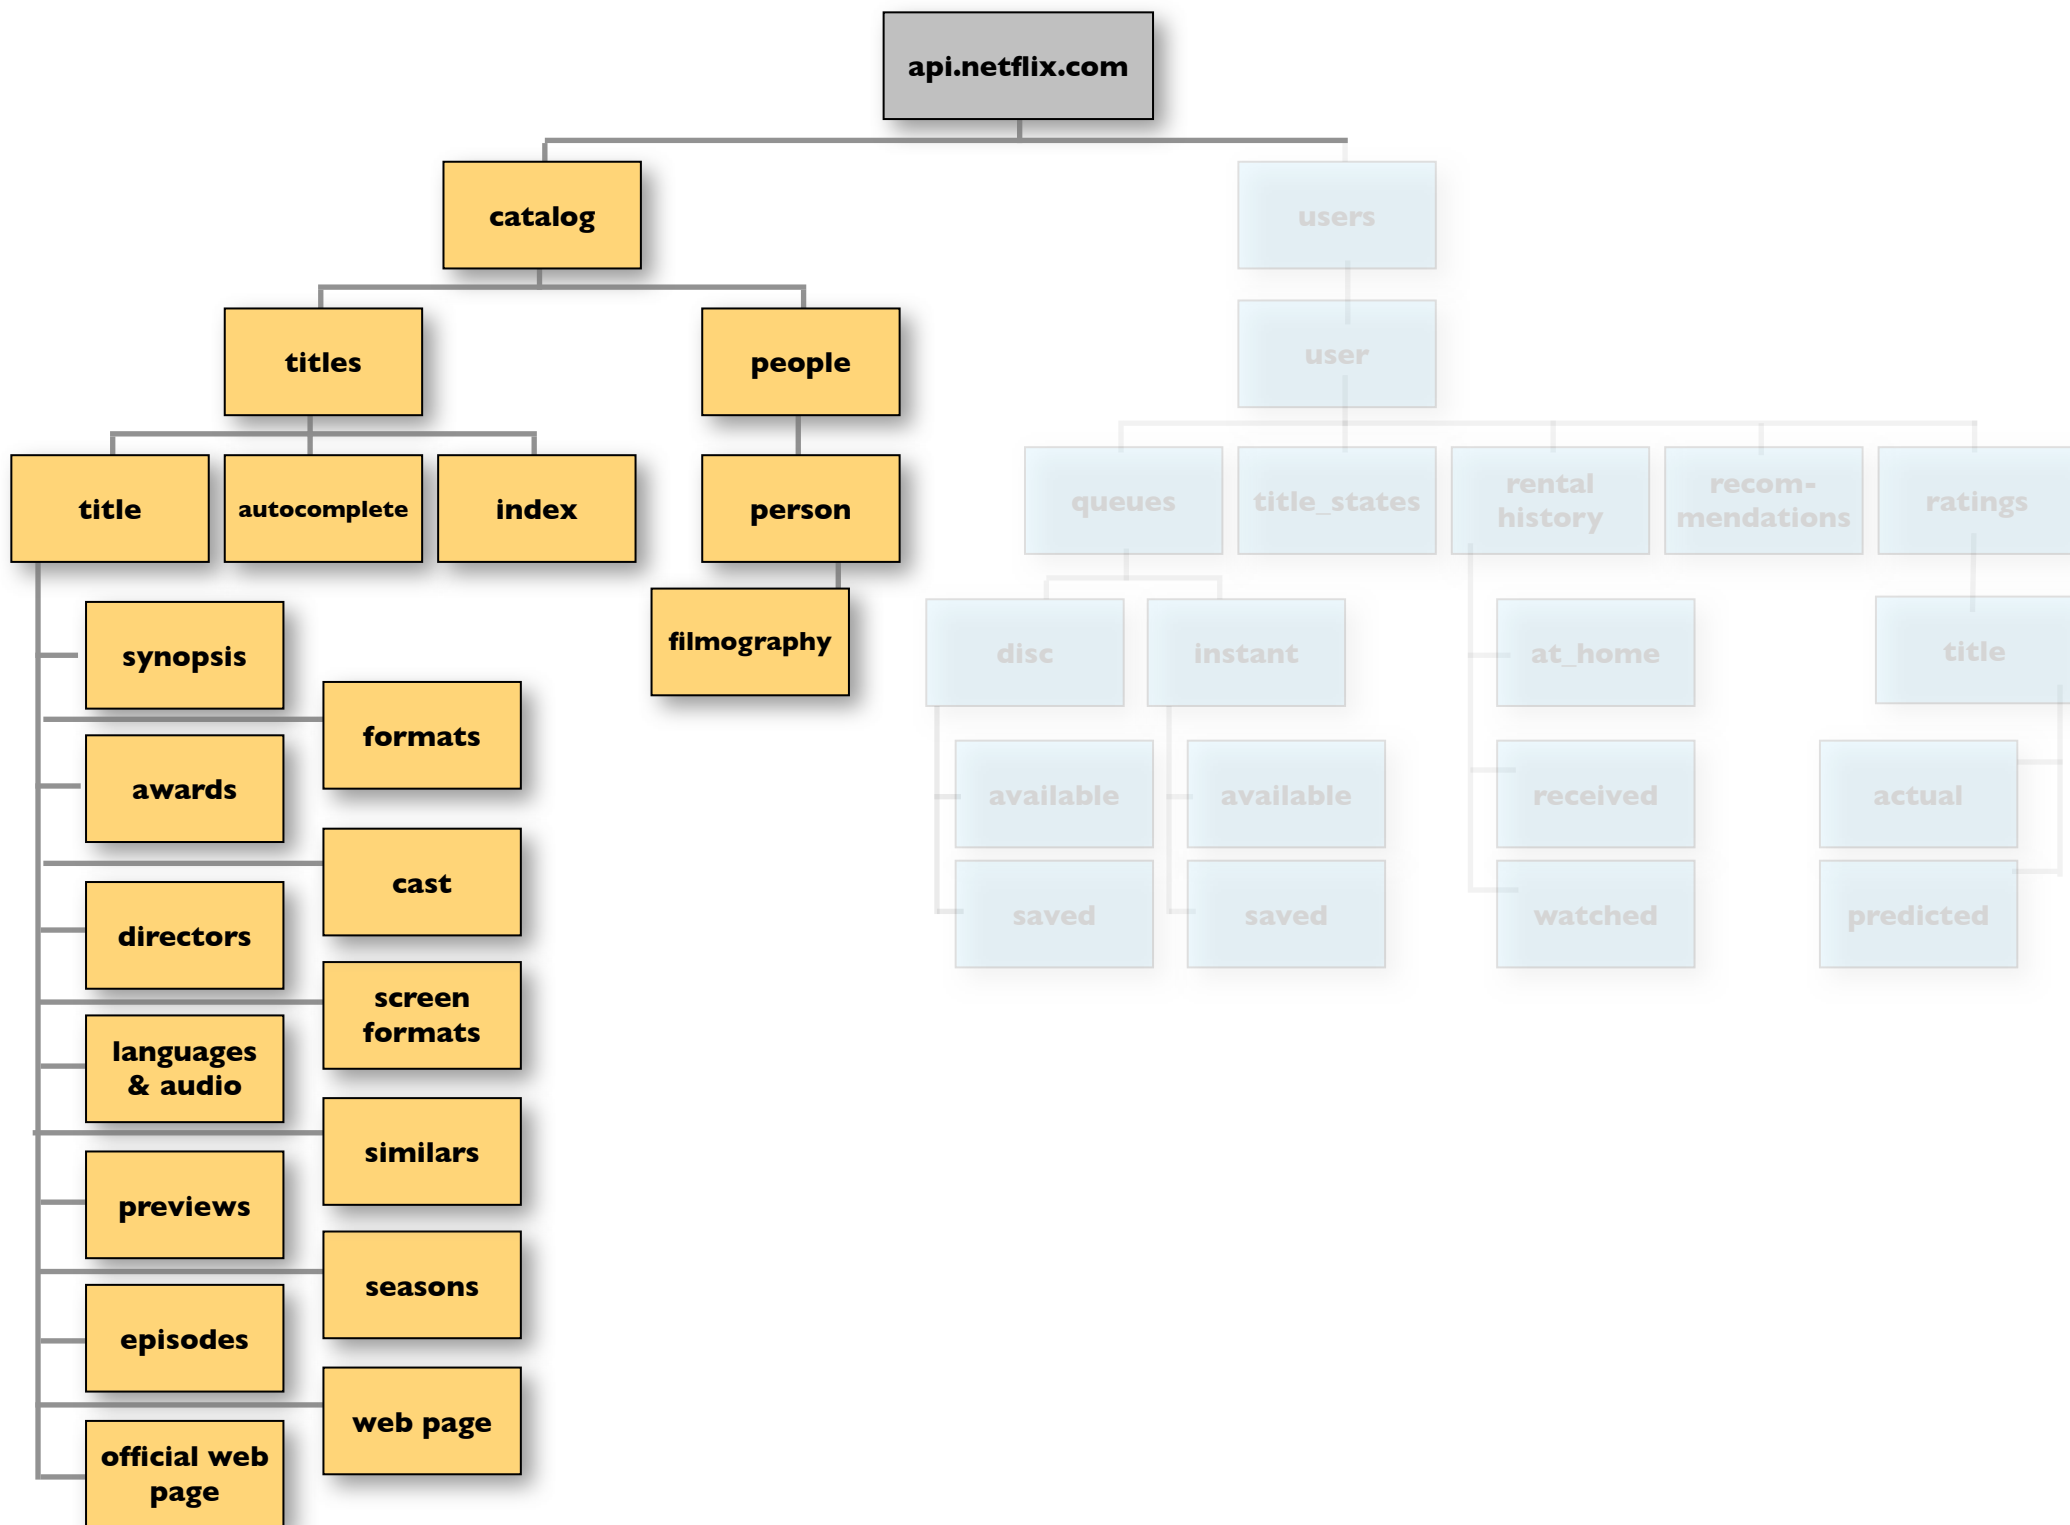 api.netflix.com
catalog
users
titles
people
user
title
autocomplete
index
person
queues
title_states
rental
history
recom-
mendations
ratings
synopsis
formats
awards
cast
directors
screen
formats
languages
& audio
similars
previews
seasons
episodes
web page
official web
page
filmography
disc
instant
at_home
title
available
available
received
actual
saved
saved
watched
predicted